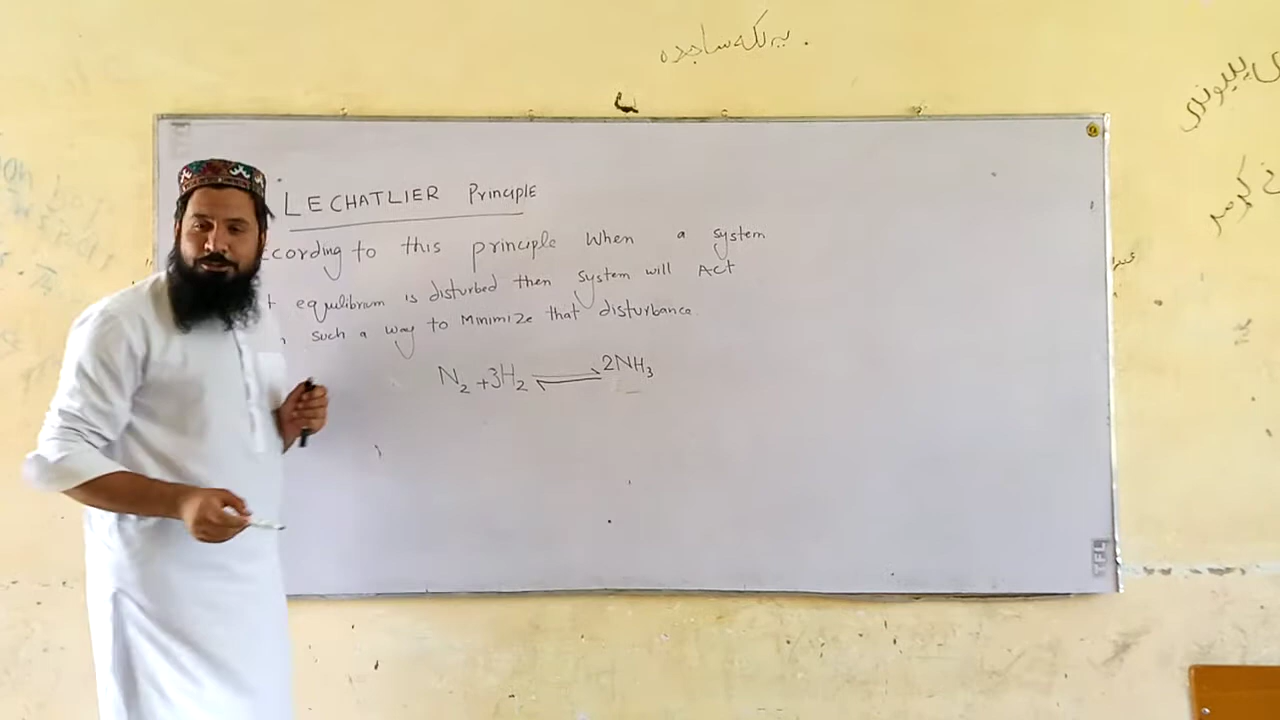 LECHATLIER Principle
ccording to this principle when a system
t equilibrium is disturbed then system will Act
n such a way to Minimize that disturbance.
N₂ + 3H₂ ⇌ 2NH₃
TFL